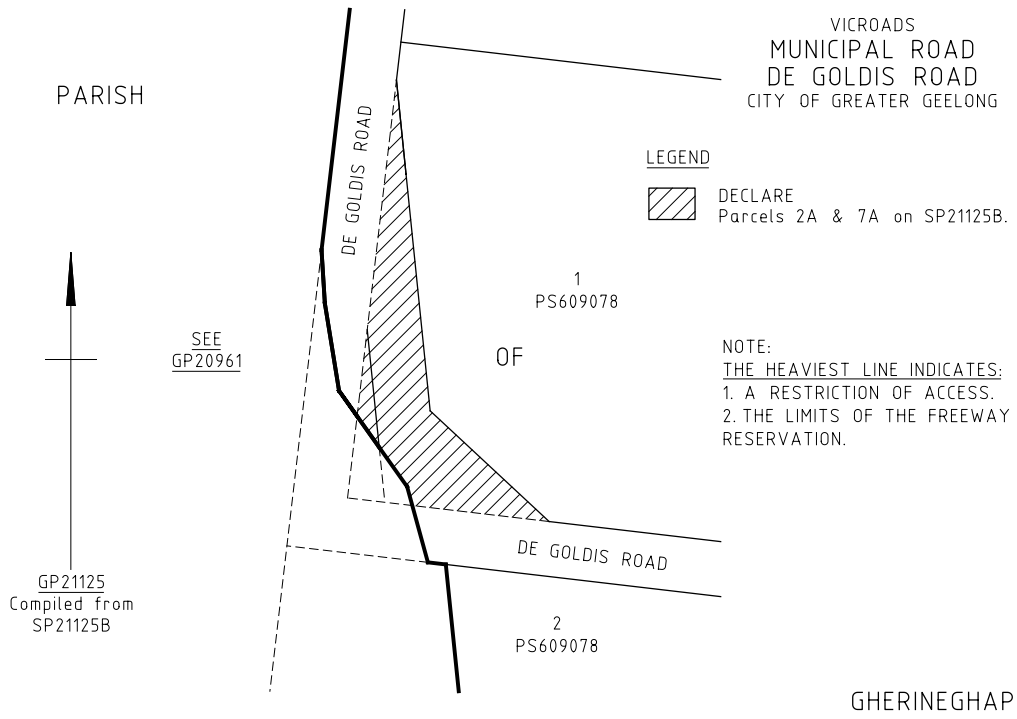 VICROADS
MUNICIPAL ROAD
DE GOLDIS ROAD
CITY OF GREATER GEELONG
PARISH
DE GOLDIS ROAD
LEGEND
DECLARE
Parcels 2A & 7A on SP21125B.
1
PS609078
SEE
GP20961
OF
NOTE:
THE HEAVIEST LINE INDICATES:
1. A RESTRICTION OF ACCESS.
2. THE LIMITS OF THE FREEWAY
RESERVATION.
DE GOLDIS ROAD
GP21125
Compiled from
SP21125B
2
PS609078
GHERINEGHAP